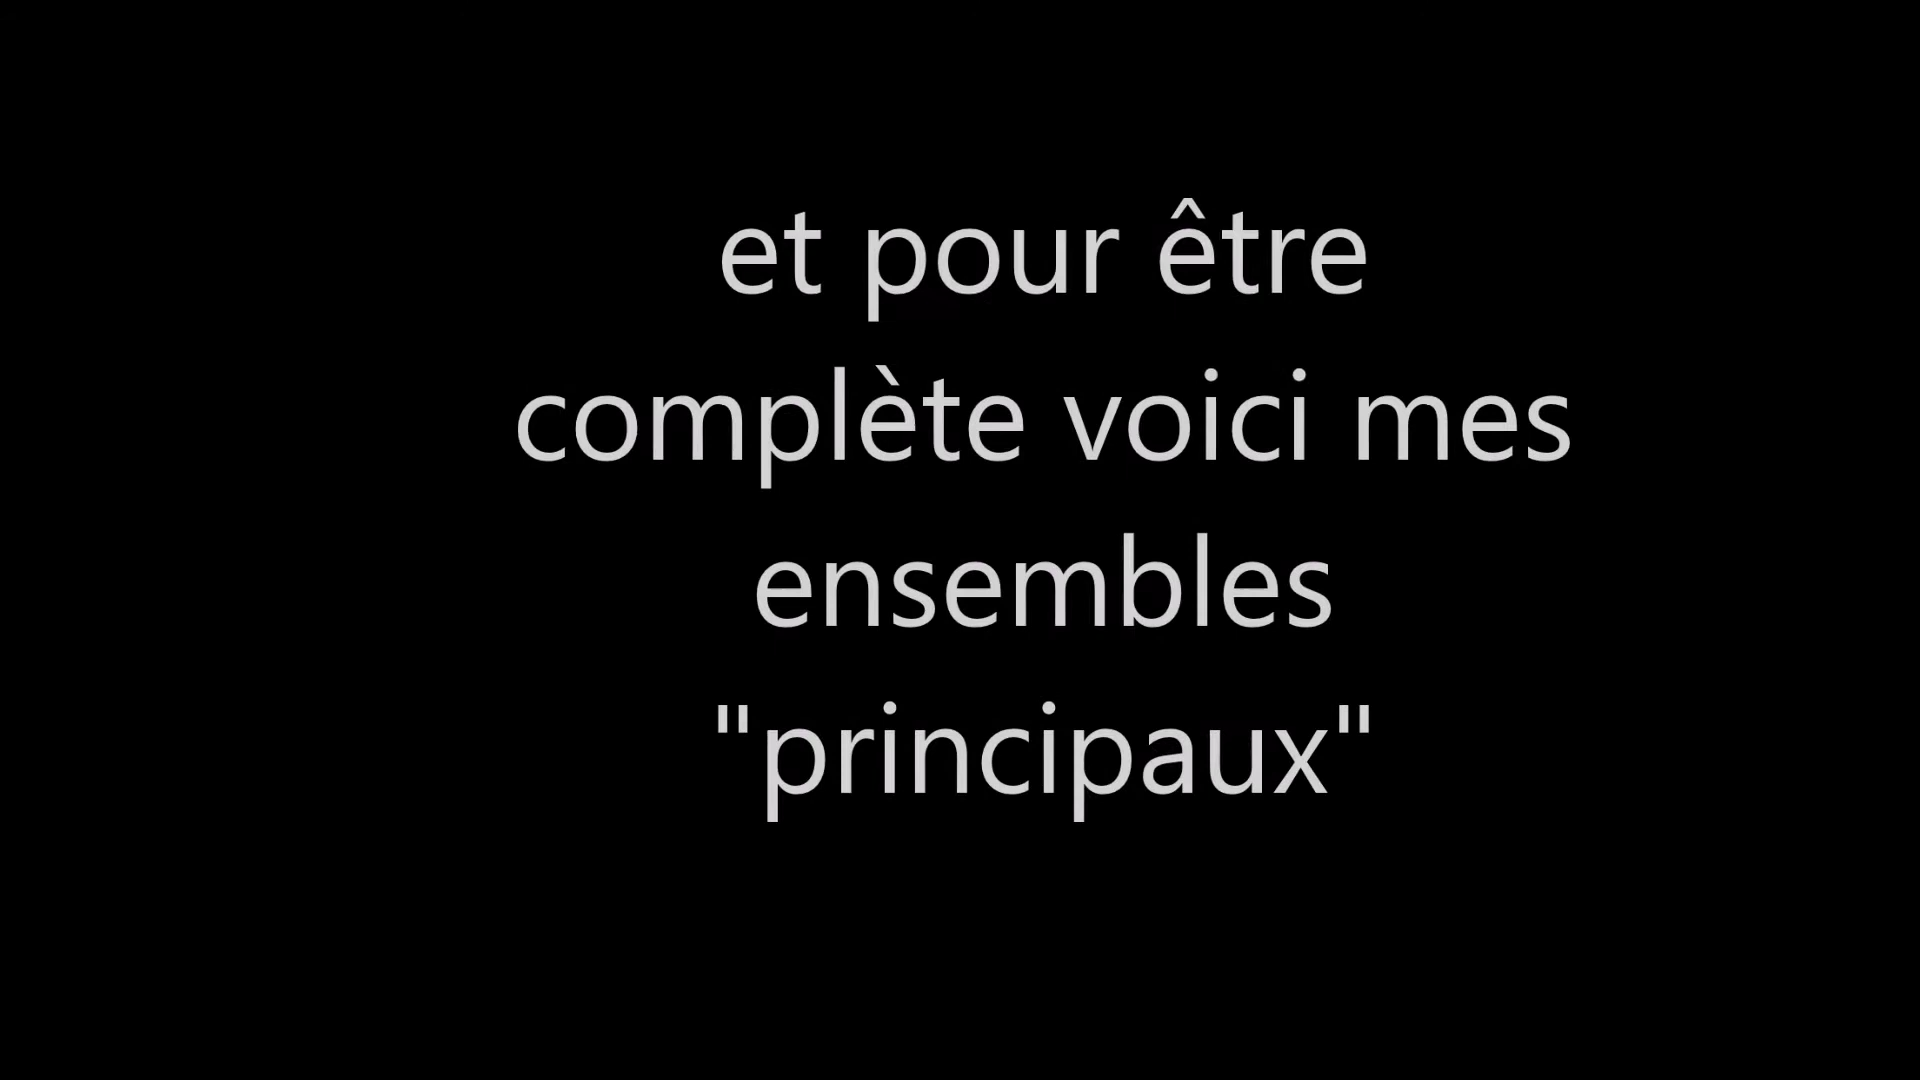 et pour être
complète voici mes
ensembles
"principaux"